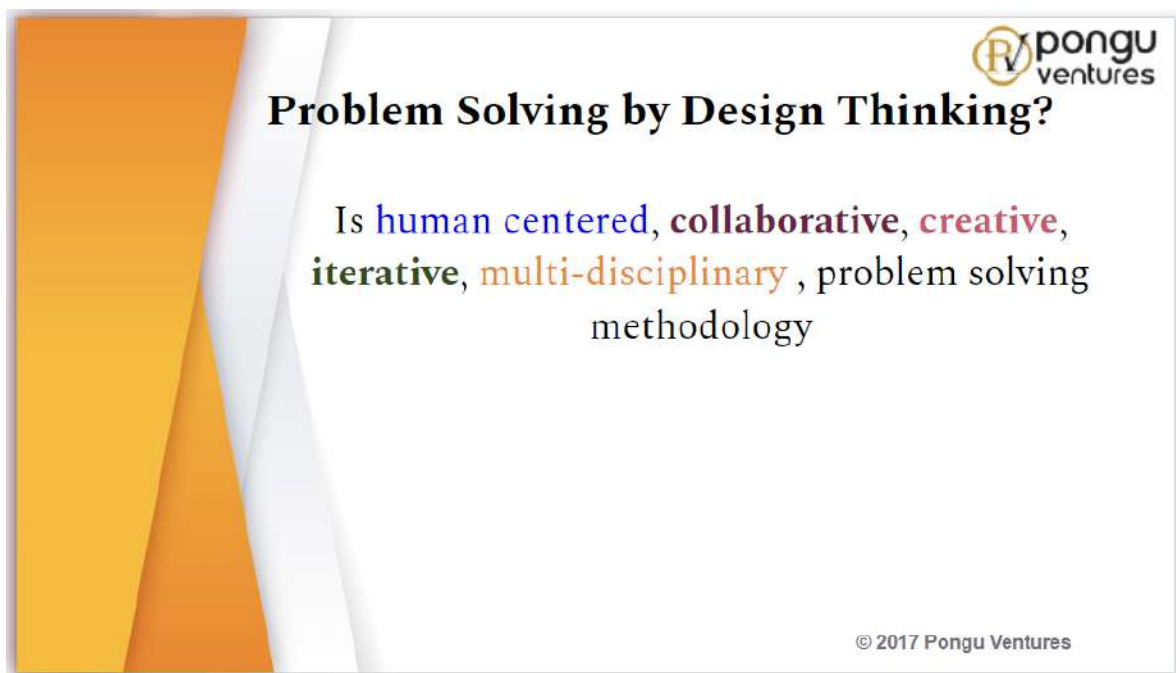 pongu
ventures
Problem Solving by Design Thinking?
Is human centered, collaborative, creative,
iterative, multi-disciplinary , problem solving
methodology
© 2017 Pongu Ventures